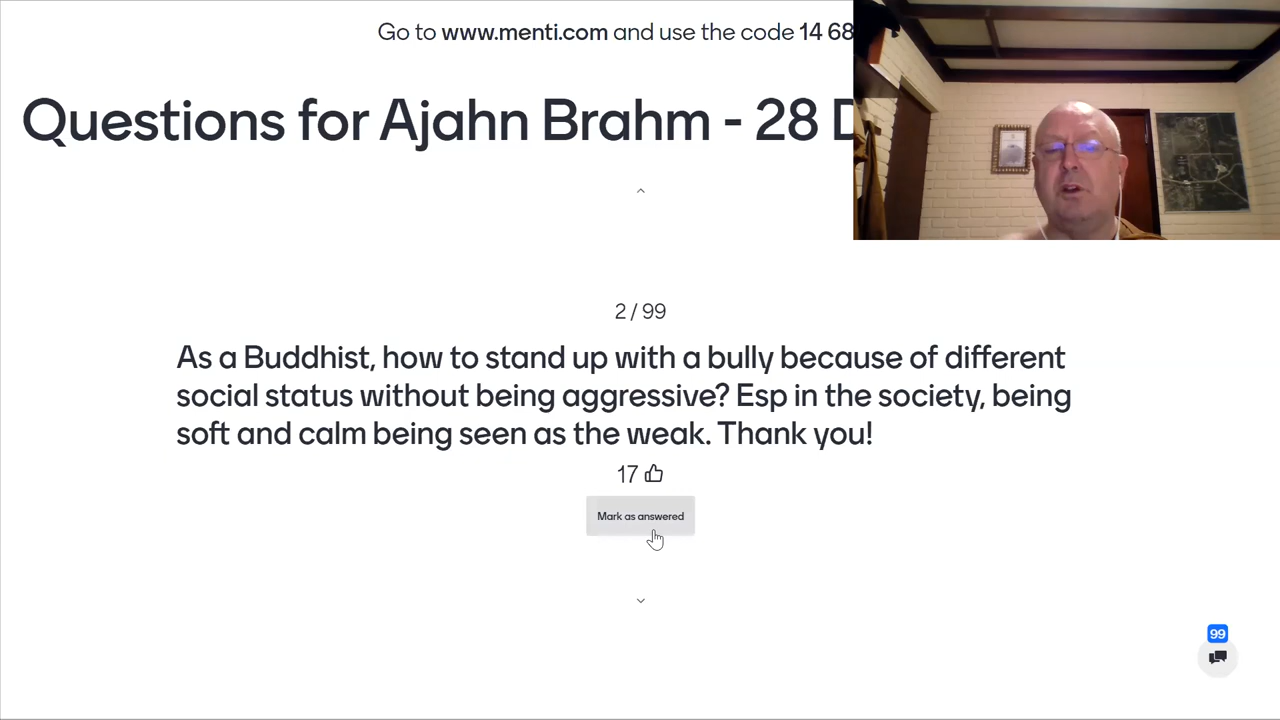 Go to www.menti.com and use the code 14 68
Questions for Ajahn Brahm - 28 D
2 / 99
As a Buddhist, how to stand up with a bully because of different
social status without being aggressive? Esp in the society, being
soft and calm being seen as the weak. Thank you!
17
Mark as answered
99